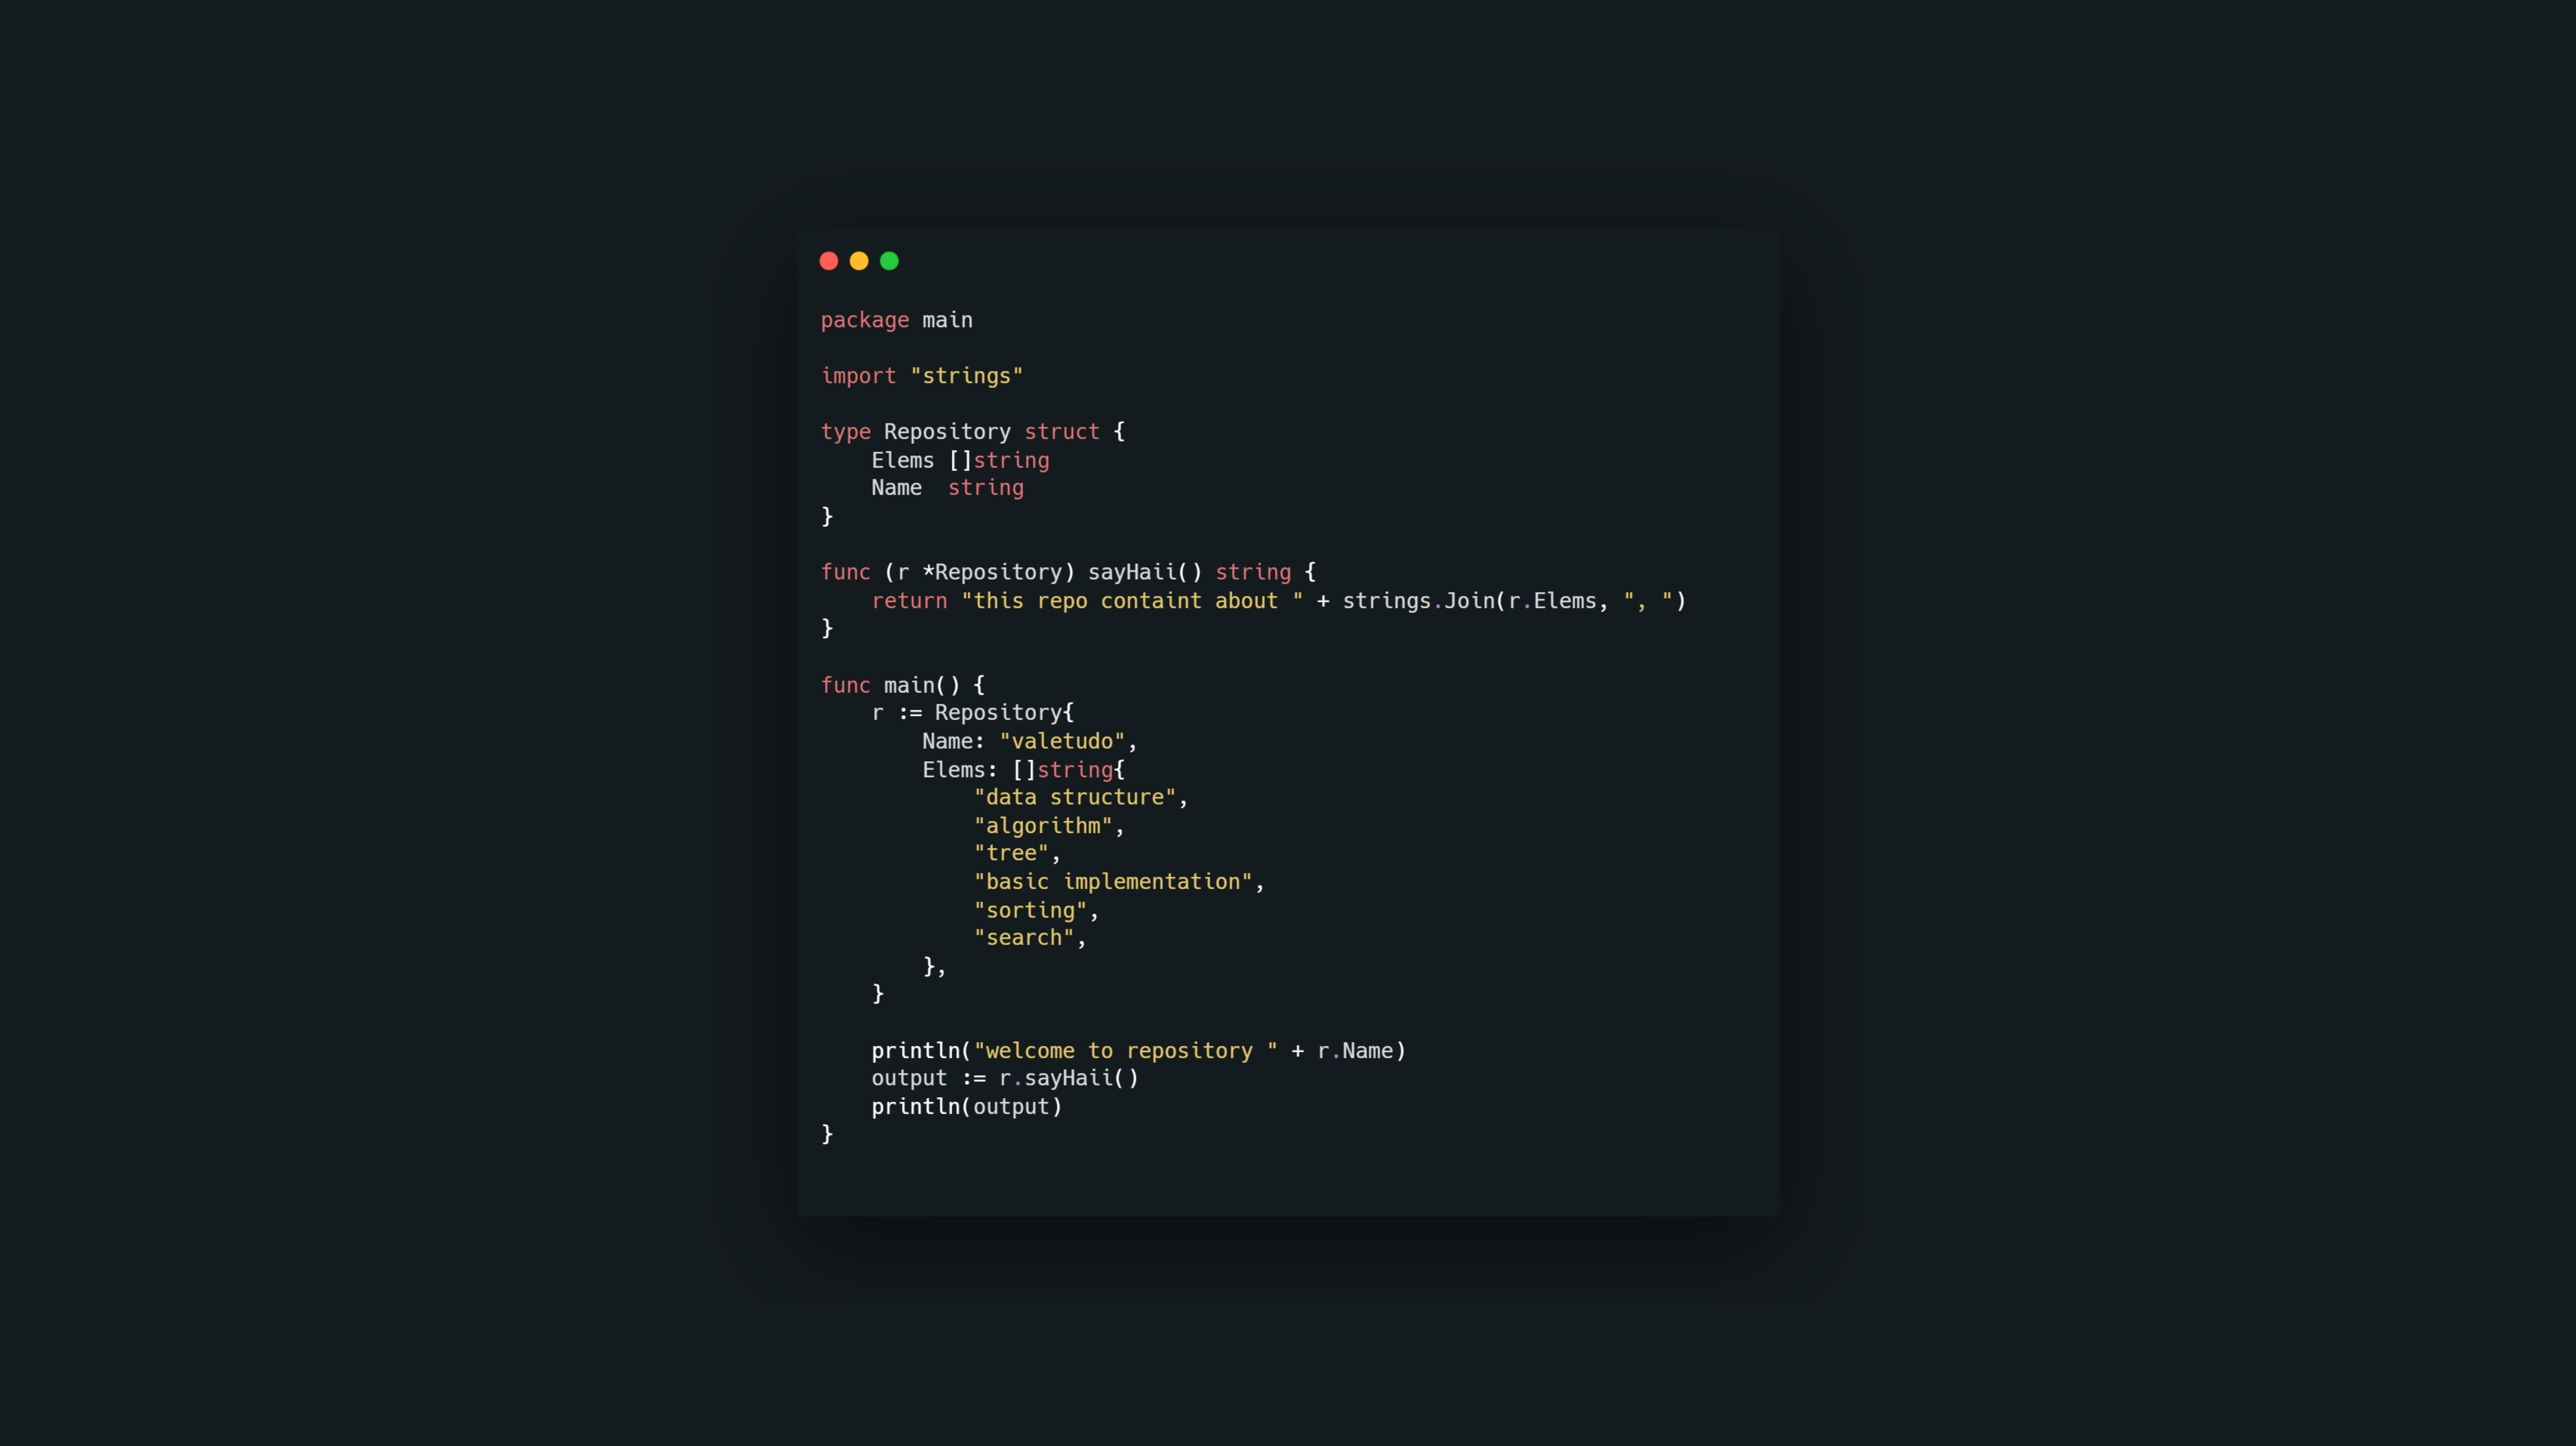 package main

import "strings"

type Repository struct {
    Elems []string
    Name  string
}

func (r *Repository) sayHaii() string {
    return "this repo containt about " + strings.Join(r.Elems, ", ")
}

func main() {
    r := Repository{
        Name: "valetudo",
        Elems: []string{
            "data structure",
            "algorithm",
            "tree",
            "basic implementation",
            "sorting",
            "search",
        },
    }

    println("welcome to repository " + r.Name)
    output := r.sayHaii()
    println(output)
}